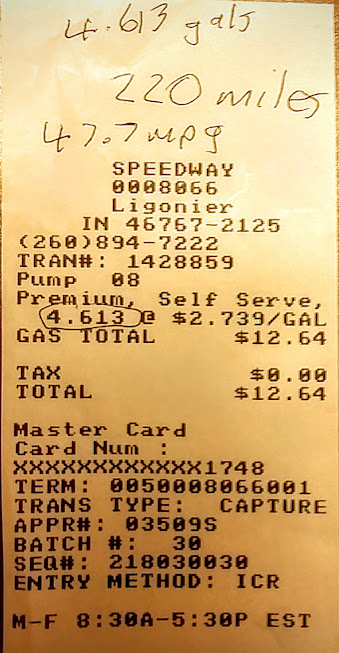 4.613 gals
220 miles
47.7 mpg
SPEEDWAY
0008066
Ligonier
IN 46767-2125
(260)894-7222
TRAN#: 1428859
Pump 08
Premium, Self Serve,
4.613 @ $2.739/GAL
GAS TOTAL $12.64
TAX $0.00
TOTAL $12.64
Master Card
Card Num :
XXXXXXXXXXXX1748
TERM: 0050008066001
TRANS TYPE: CAPTURE
APPR#: 03509S
BATCH #: 30
SEQ#: 218030030
ENTRY METHOD: ICR
M-F 8:30A-5:30P EST